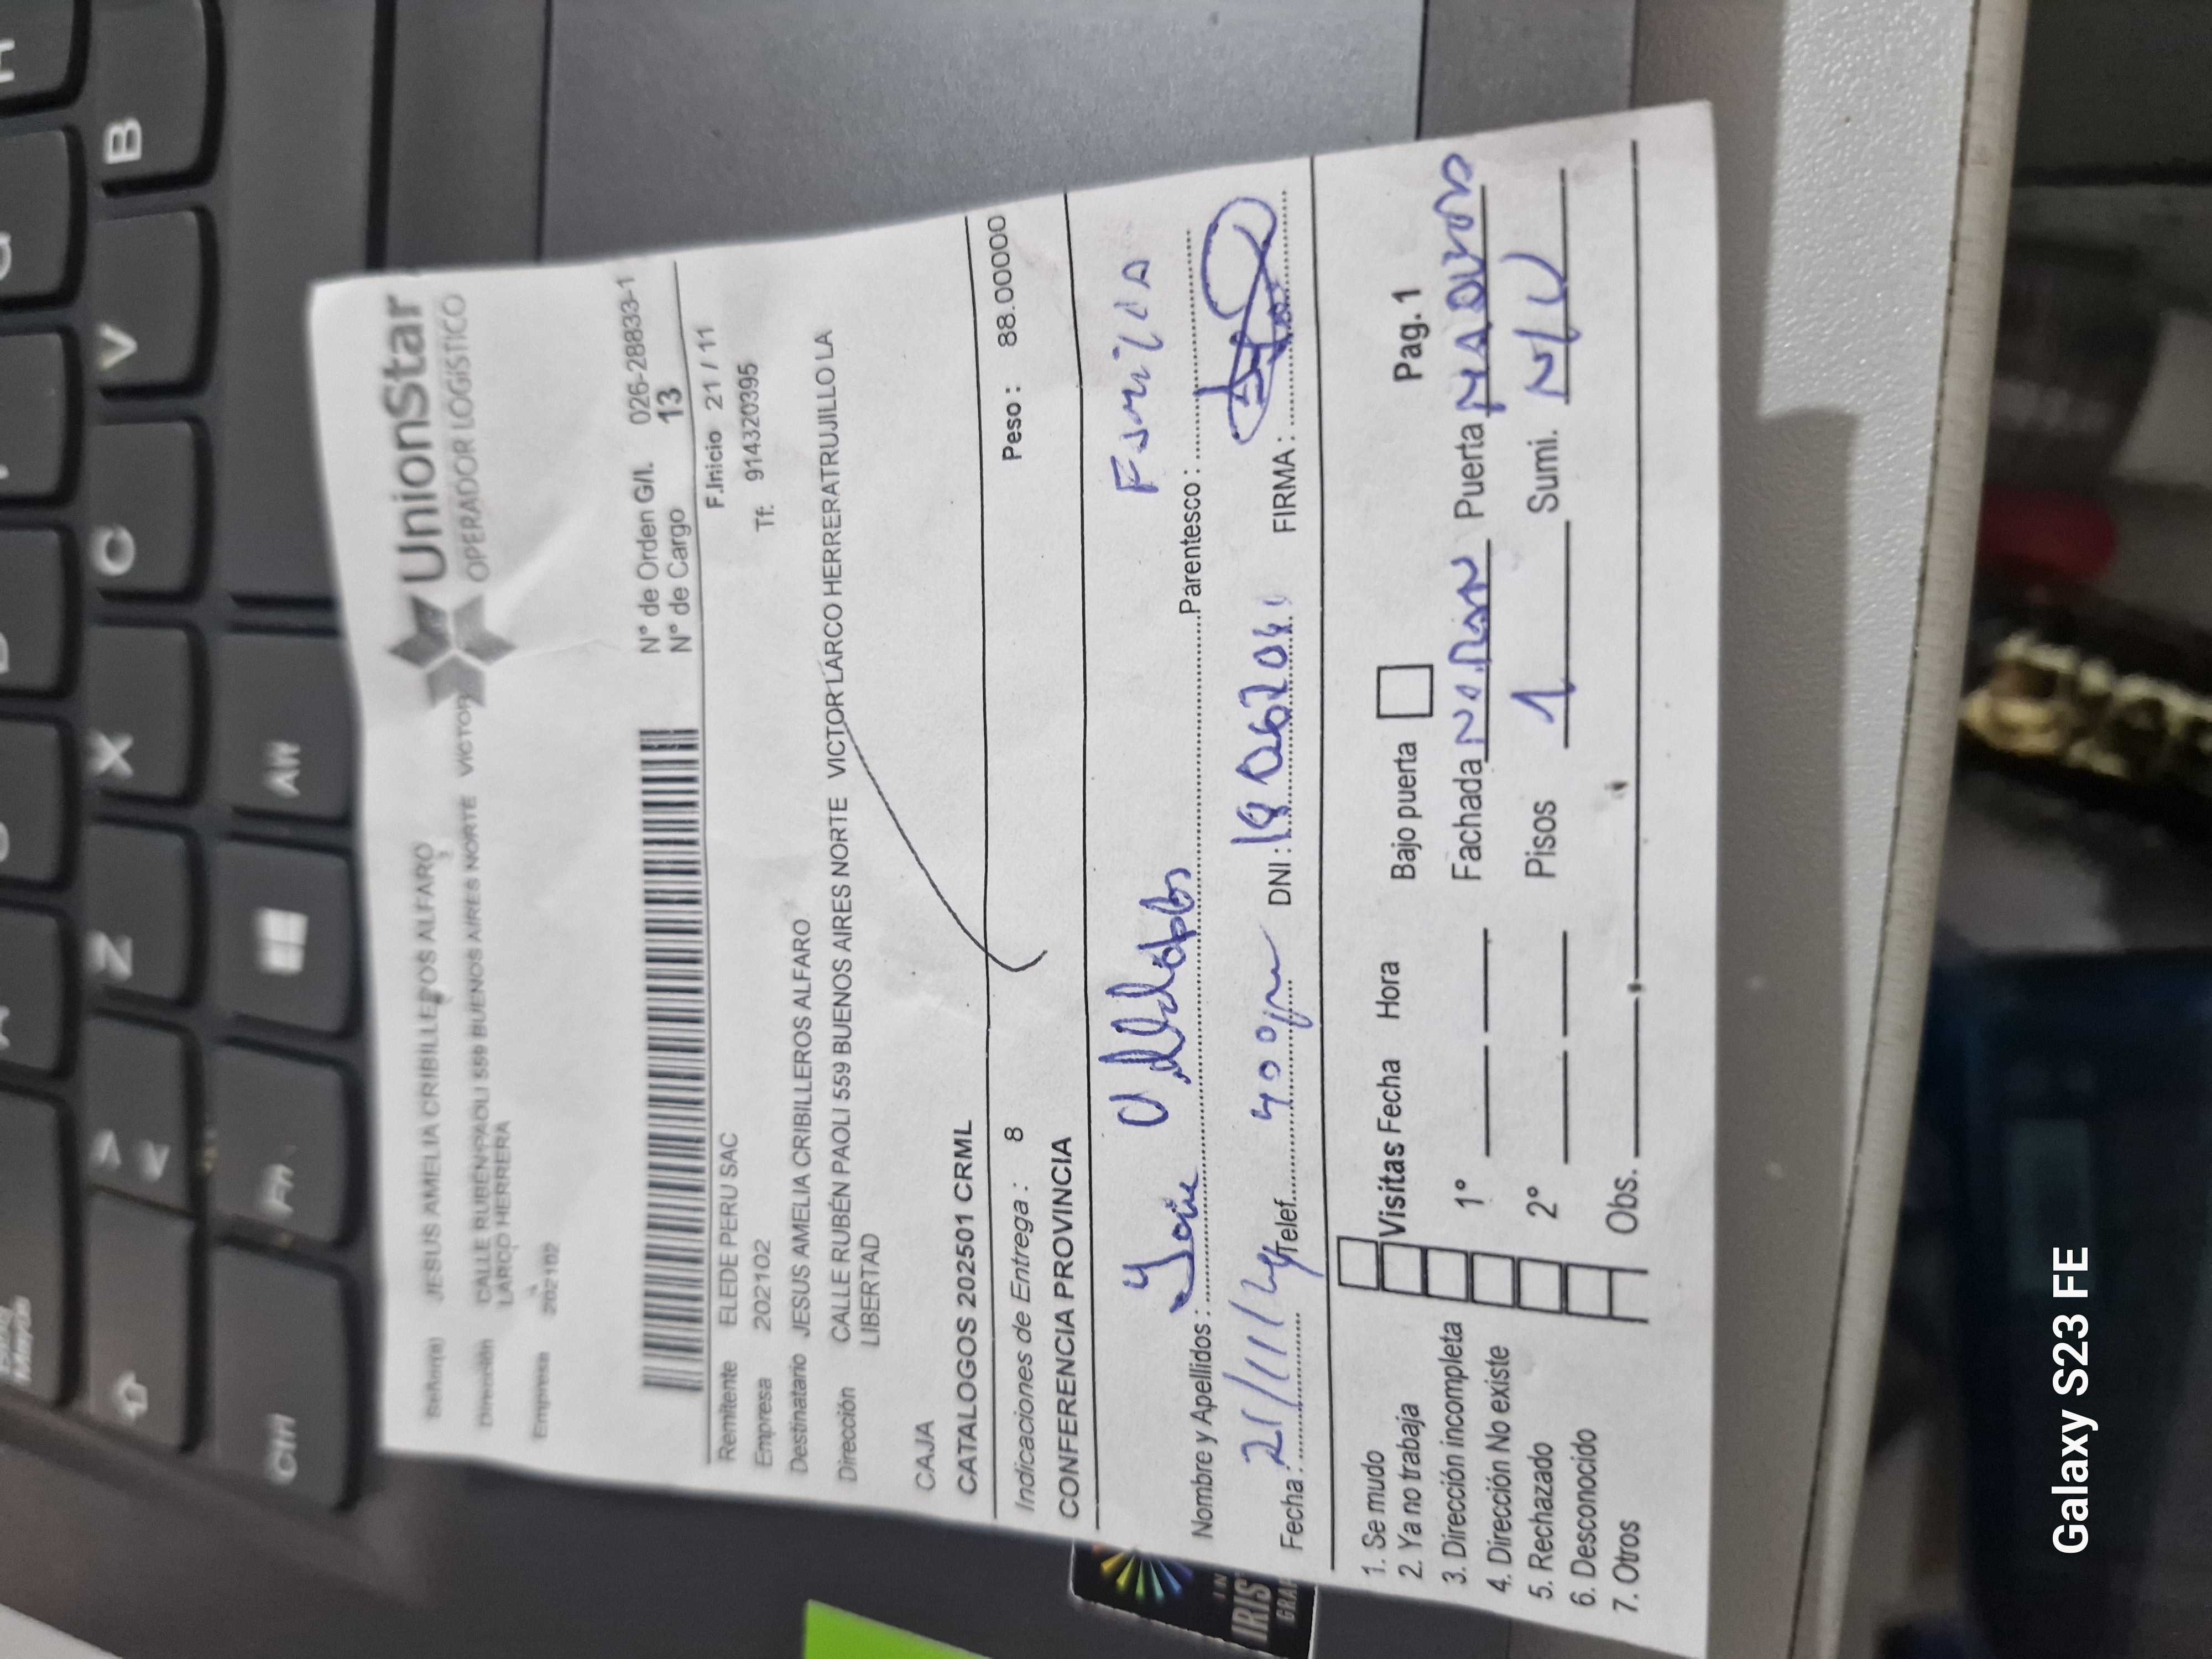 UnionStar
OPERADOR LOGÍSTICO
Señor(a) JESUS AMELIA CRIBILLEROS ALFARO
Dirección CALLE RUBÉN PAOLI 559 BUENOS AIRES NORTE VICTOR
LARCO HERRERA
Empresa 202102
N° de Orden G/I. 026-28833-1
N° de Cargo 13
Remitente ELEDE PERU SAC F.Inicio 21 / 11
Empresa 202102 Tf. 914320395
Destinatario JESUS AMELIA CRIBILLEROS ALFARO
Dirección CALLE RUBÉN PAOLI 559 BUENOS AIRES NORTE VICTOR LARCO HERRERATRUJILLO LA
LIBERTAD
CAJA
CATALOGOS 202501 CRML
Indicaciones de Entrega : 8 Peso : 88.00000
CONFERENCIA PROVINCIA
Nombre y Apellidos : Parentesco :
Fecha : 21/11/24 Telef. DNI : FIRMA :
1. Se mudo
2. Ya no trabaja
3. Dirección incompleta
4. Dirección No existe
5. Rechazado
6. Desconocido
7. Otros
Visitas Fecha Hora Bajo puerta Pag. 1
1° Fachada Puerta
2° Pisos 1 Sumi. N/U
Obs.
Ctrl
Fn
Alt
Z
X
C
V
B
IRIS
Galaxy S23 FE